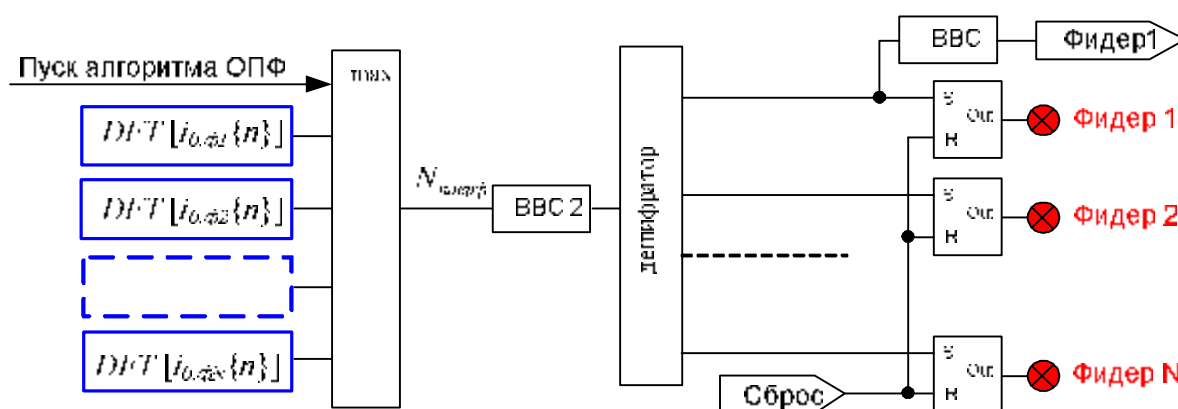 ВВС
Фидер1
Пуск алгоритма ОПФ
max
S
Out
R
Фидер 1
DFT[i0.ф1{n}]
DFT[i0.ф2{n}]
ВВС 2
дешифратор
S
Out
R
Фидер 2
DFT[i0.фN{n}]
S
Out
R
Фидер N
Сброс